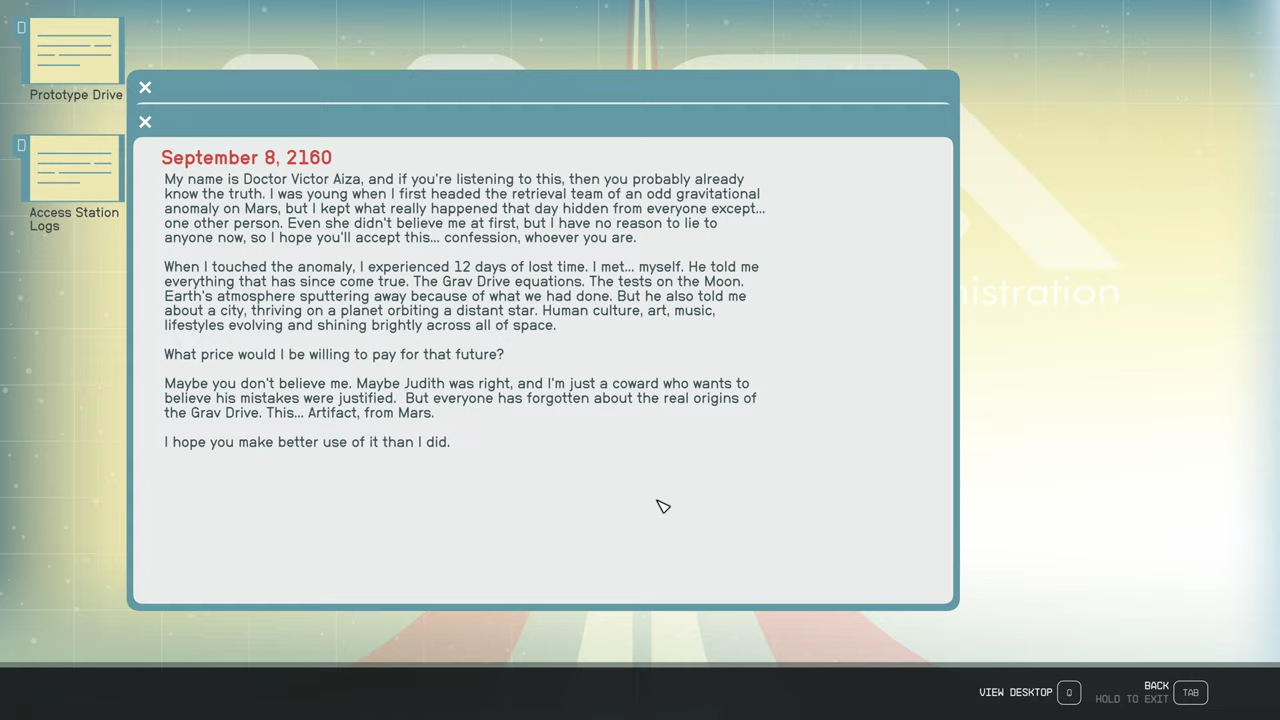 Prototype Drive
Access Station
Logs
September 8, 2160
My name is Doctor Victor Aiza, and if you're listening to this, then you probably already
know the truth. I was young when I first headed the retrieval team of an odd gravitational
anomaly on Mars, but I kept what really happened that day hidden from everyone except...
one other person. Even she didn't believe me at first, but I have no reason to lie to
anyone now, so I hope you'll accept this... confession, whoever you are.
When I touched the anomaly, I experienced 12 days of lost time. I met... myself. He told me
everything that has since come true. The Grav Drive equations. The tests on the Moon.
Earth's atmosphere sputtering away because of what we had done. But he also told me
about a city, thriving on a planet orbiting a distant star. Human culture, art, music,
lifestyles evolving and shining brightly across all of space.
What price would I be willing to pay for that future?
Maybe you don't believe me. Maybe Judith was right, and I'm just a coward who wants to
believe his mistakes were justified.  But everyone has forgotten about the real origins of
the Grav Drive. This... Artifact, from Mars.
I hope you make better use of it than I did.
nistration
VIEW DESKTOP Q
BACK
HOLD TO EXIT TAB